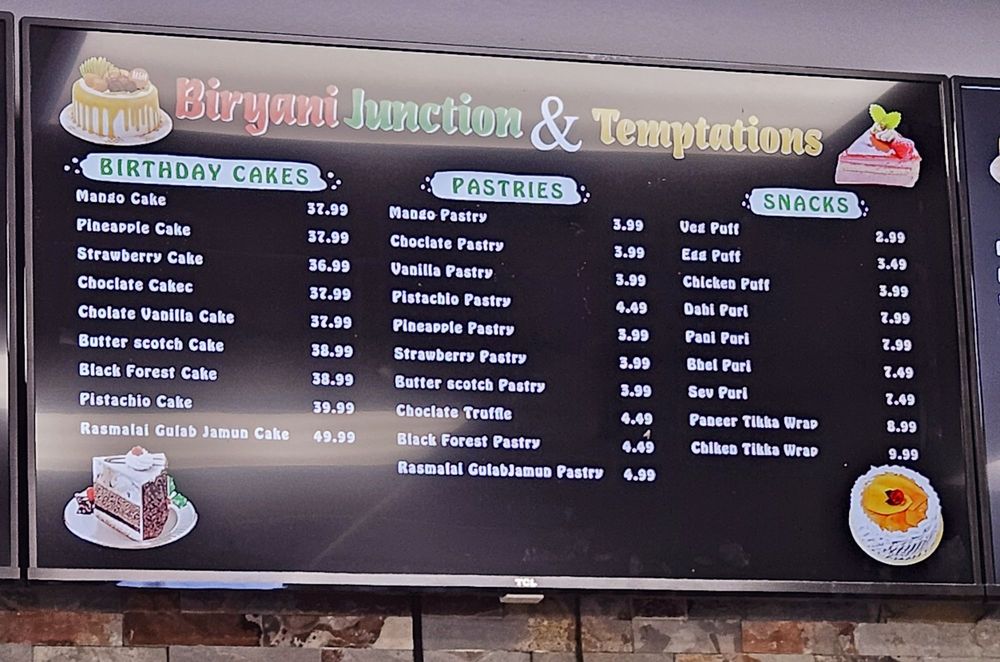 Biryani Junction & Temptations
BIRTHDAY CAKES
Mango Cake 37.99
Pineapple Cake 37.99
Strawberry Cake 36.99
Choclate Cakec 37.99
Cholate Vanilla Cake 37.99
Butter scotch Cake 38.99
Black Forest Cake 38.99
Pistachio Cake 39.99
Rasmalai Gulab Jamun Cake 49.99
PASTRIES
Mango Pastry 3.99
Choclate Pastry 3.99
Vanilla Pastry 3.99
Pistachio Pastry 4.49
Pineapple Pastry 3.99
Strawberry Pastry 3.99
Butter scotch Pastry 3.99
Choclate Truffle 4.49
Black Forest Pastry 4.49
Rasmalai GulabJamun Pastry 4.99
SNACKS
Veg Puff 2.99
Egg Puff 3.49
Chicken Puff 3.99
Dahi Puri 7.99
Pani Puri 7.99
Bhel Puri 7.49
Sev Puri 7.49
Paneer Tikka Wrap 8.99
Chiken Tikka Wrap 9.99
TCL